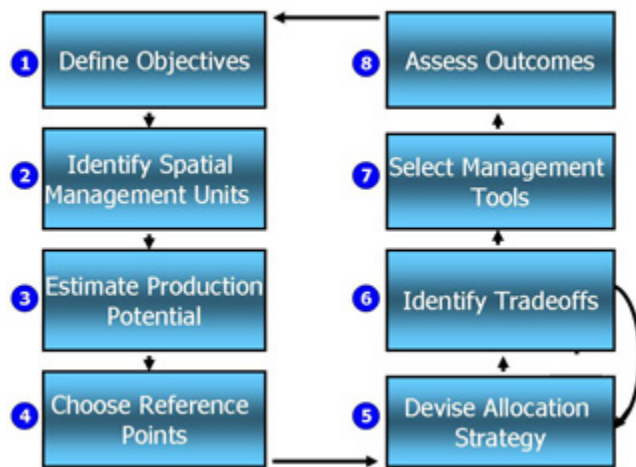 1
Define Objectives
2
Identify Spatial
Management Units
3
Estimate Production
Potential
4
Choose Reference
Points
5
Devise Allocation
Strategy
6
Identify Tradeoffs
7
Select Management
Tools
8
Assess Outcomes